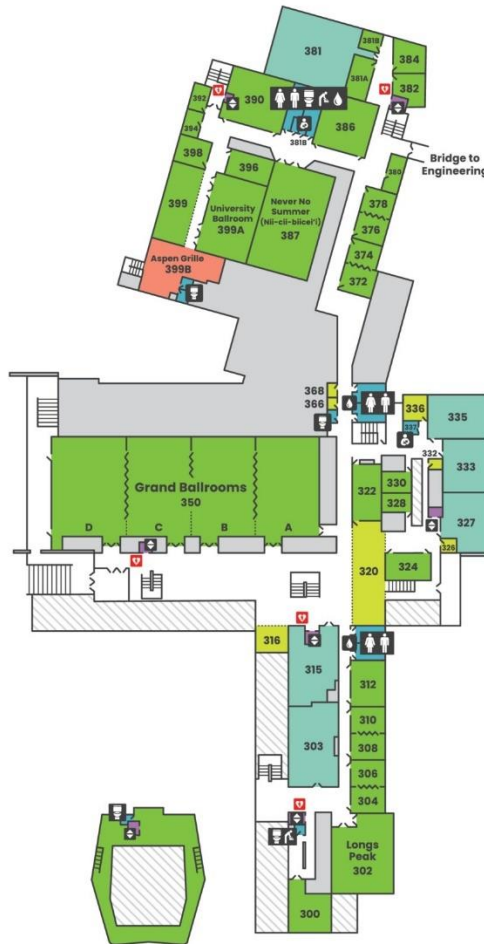 381B
381
384
381A
382
392
390
386
394
381B
398
Bridge to
Engineering
396
380
Never No
Summer
(Nii-cii-biicei'i)
387
378
399
University
Ballroom
399A
376
374
Aspen Grille
399B
372
368
366
336
335
337
332
333
330
322
328
327
Grand Ballrooms
350
D
C
B
A
326
320
324
316
315
312
310
303
308
306
304
Longs
Peak
302
300